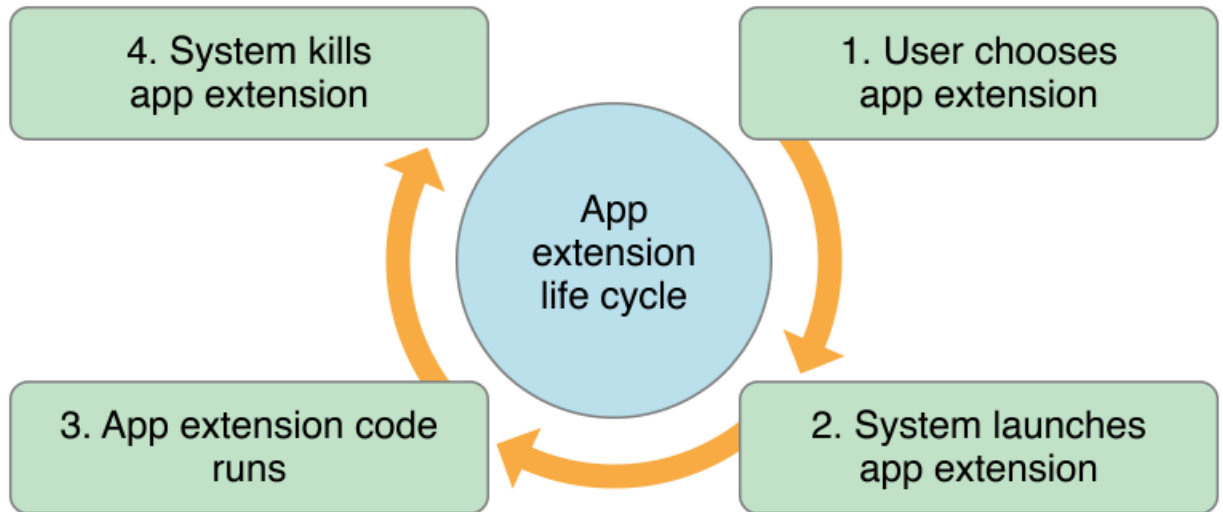 4. System kills
app extension
1. User chooses
app extension
App
extension
life cycle
3. App extension code
runs
2. System launches
app extension